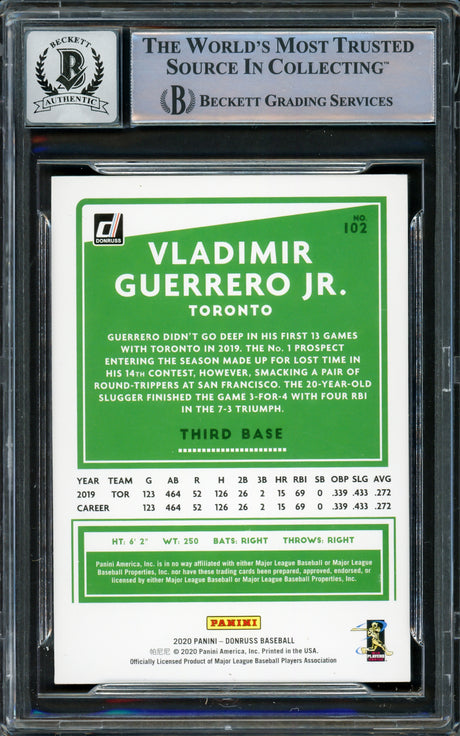 BECKETT
B
AUTHENTIC
THE WORLD'S MOST TRUSTED
SOURCE IN COLLECTING™
B BECKETT GRADING SERVICES
DONRUSS
NO.
102
VLADIMIR
GUERRERO JR.
TORONTO
GUERRERO DIDN'T GO DEEP IN HIS FIRST 13 GAMES
WITH TORONTO IN 2019. THE No. 1 PROSPECT
ENTERING THE SEASON MADE UP FOR LOST TIME IN
HIS 14TH CONTEST, HOWEVER, SMACKING A PAIR OF
ROUND-TRIPPERS AT SAN FRANCISCO. THE 20-YEAR-OLD
SLUGGER FINISHED THE GAME 3-FOR-4 WITH FOUR RBI
IN THE 7-3 TRIUMPH.
THIRD BASE
YEAR TEAM G AB R H 2B 3B HR RBI SB OBP SLG AVG
2019 TOR 123 464 52 126 26 2 15 69 0 .339 .433 .272
CAREER 123 464 52 126 26 2 15 69 0 .339 .433 .272
HT: 6' 2" WT: 250 BATS: RIGHT THROWS: RIGHT
Panini America, Inc. is in no way affiliated with either Major League Baseball or Major League
Baseball Properties, Inc. nor have these trading cards been prepared, approved, endorsed, or
licensed by either Major League Baseball or Major League Baseball Properties, Inc.
PANINI
2020 PANINI – DONRUSS BASEBALL
帕尼尼 © 2020 Panini America, Inc. Printed in the USA.
Officially Licensed Product of Major League Baseball Players Association
PLAYERS